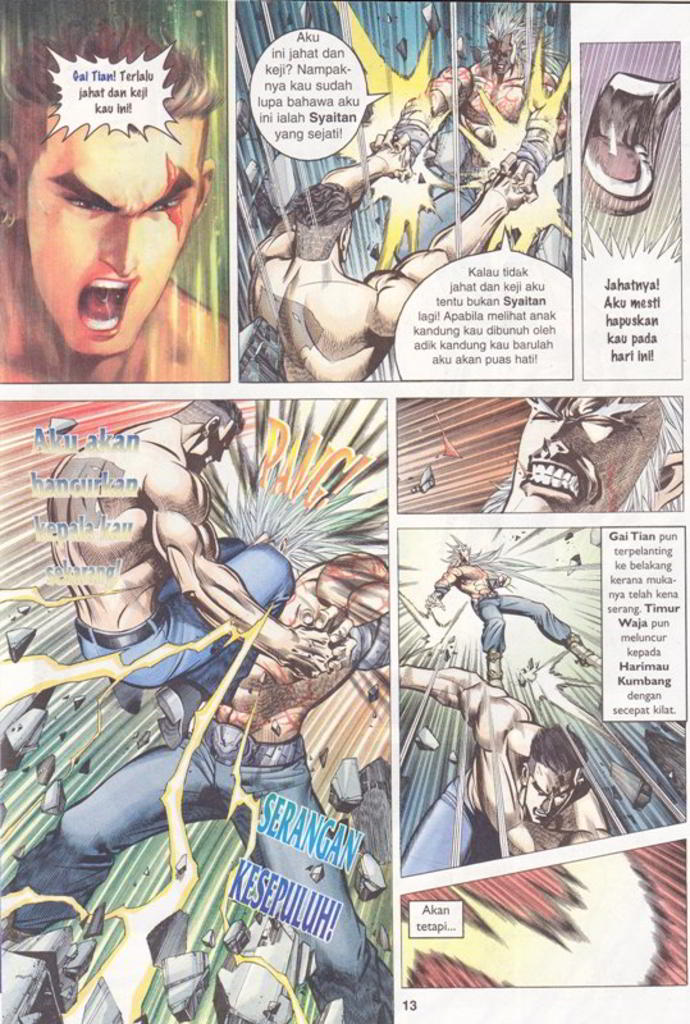 Gai Tian! Terlalu
jahat dan keji
kau ini!
Aku
ini jahat dan
keji? Nampak-
nya kau sudah
lupa bahawa aku
ini ialah Syaitan
yang sejati!
Kalau tidak
jahat dan keji aku
tentu bukan Syaitan
lagi! Apabila melihat anak
kandung kau dibunuh oleh
adik kandung kau barulah
aku akan puas hati!
Jahatnya!
Aku mesti
hapuskan
kau pada
hari ini!
Aku akan
hancurkan
kepala kau
sekarang!
PANG!
SERANGAN
KESEPULUH!
Gai Tian pun
terpelanting
ke belakang
kerana muka-
nya telah kena
serang. Timur
Waja pun
meluncur
kepada
Harimau
Kumbang
dengan
secepat kilat.
Akan
tetapi...
13